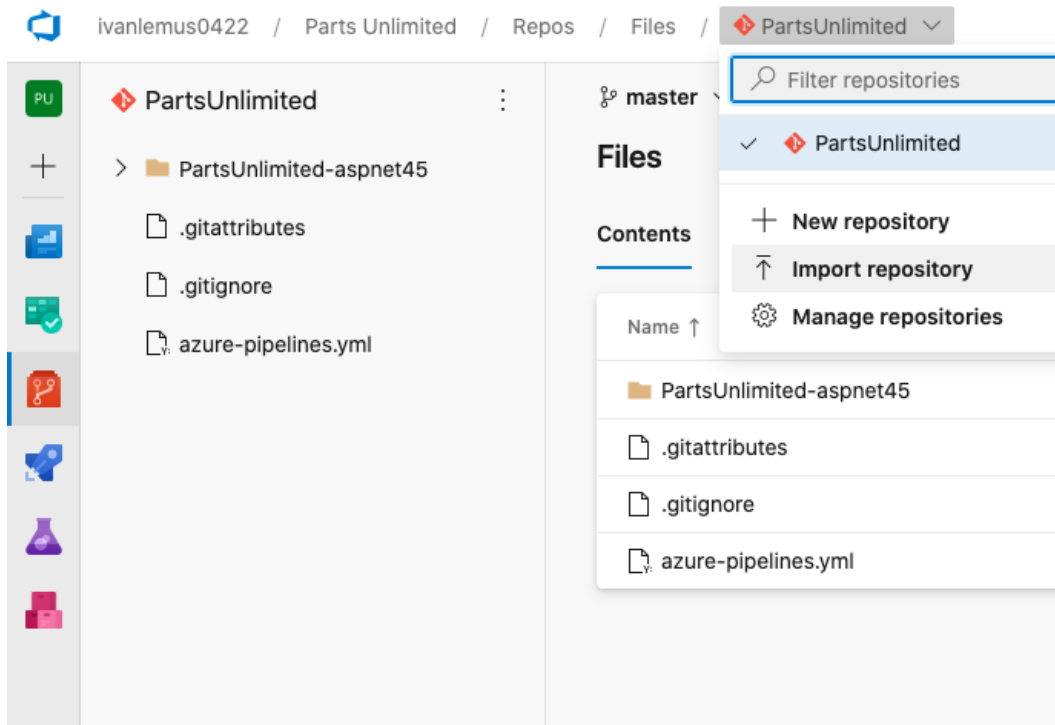 ivanlemus0422 / Parts Unlimited / Repos / Files / PartsUnlimited
PU
PartsUnlimited
PartsUnlimited-aspnet45
.gitattributes
.gitignore
Y: azure-pipelines.yml
master
Files
Contents
Name ↑
PartsUnlimited-aspnet45
.gitattributes
.gitignore
Y: azure-pipelines.yml
Filter repositories
PartsUnlimited
New repository
Import repository
Manage repositories